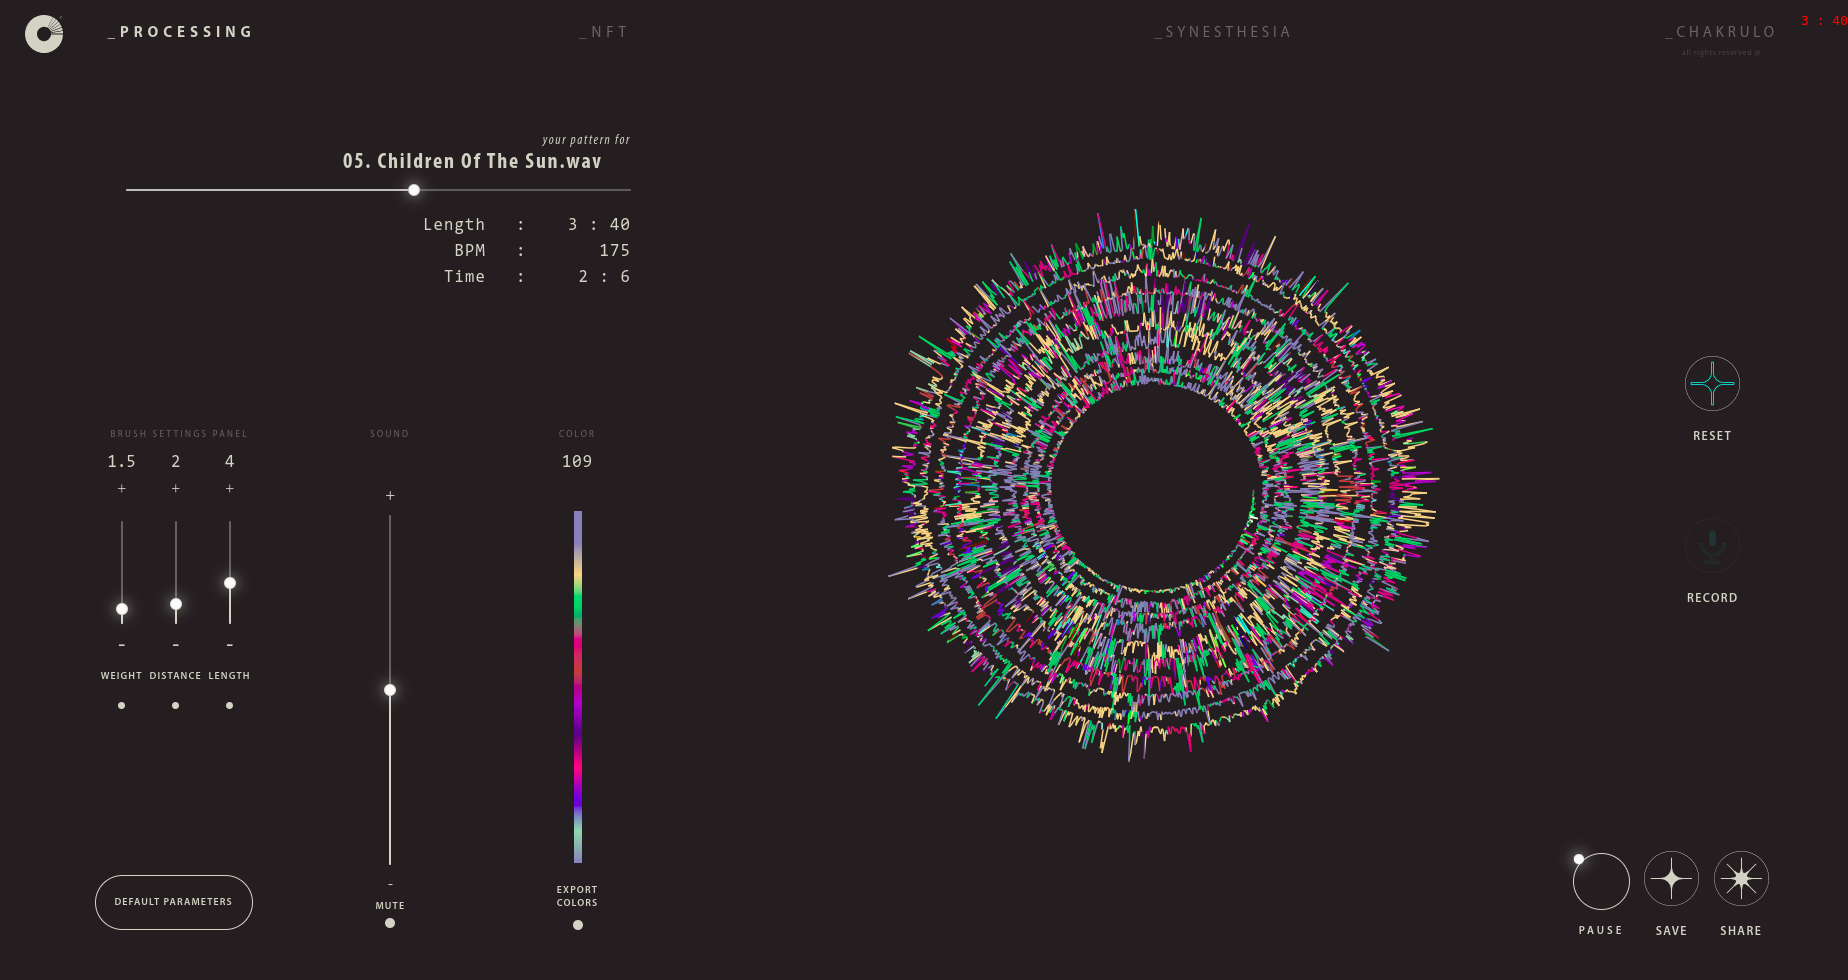 _PROCESSING
_NFT
_SYNESTHESIA
_CHAKRULO
3 : 40
all rights reserved @
your pattern for
05. Children Of The Sun.wav
Length : 3 : 40
BPM : 175
Time : 2 : 6
BRUSH SETTINGS PANEL
SOUND
COLOR
1.5 2 4
109
+ + +
+
- - -
WEIGHT DISTANCE LENGTH
-
MUTE
EXPORT
COLORS
DEFAULT PARAMETERS
RESET
RECORD
PAUSE
SAVE
SHARE